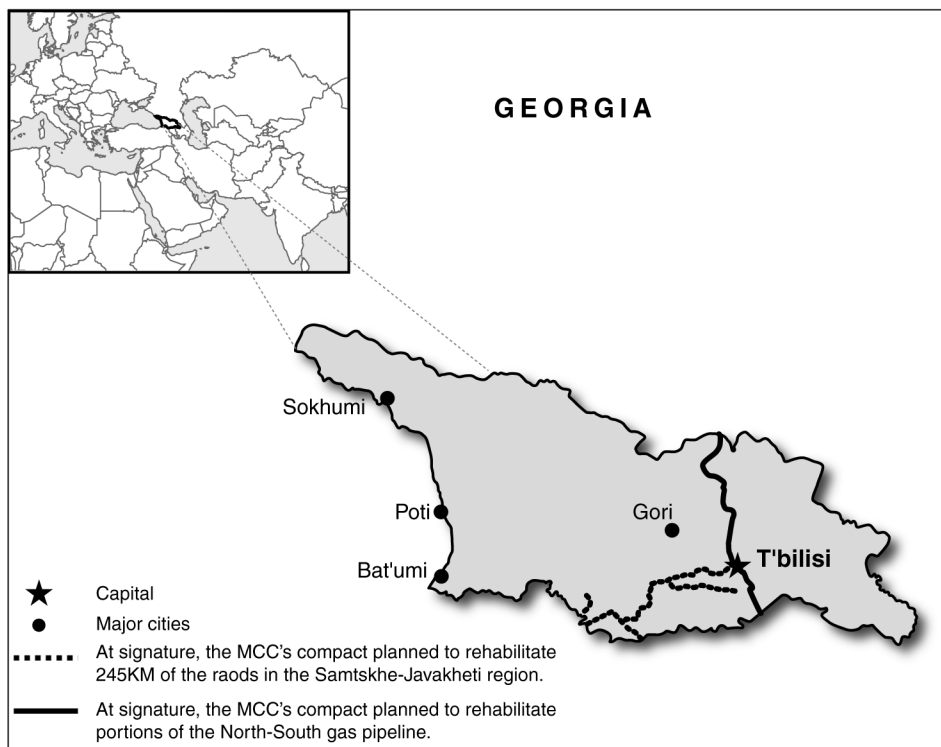 GEORGIA
Sokhumi
Poti
Gori
Bat'umi
T'bilisi
Capital
Major cities
At signature, the MCC's compact planned to rehabilitate
245KM of the raods in the Samtskhe-Javakheti region.
At signature, the MCC's compact planned to rehabilitate
portions of the North-South gas pipeline.